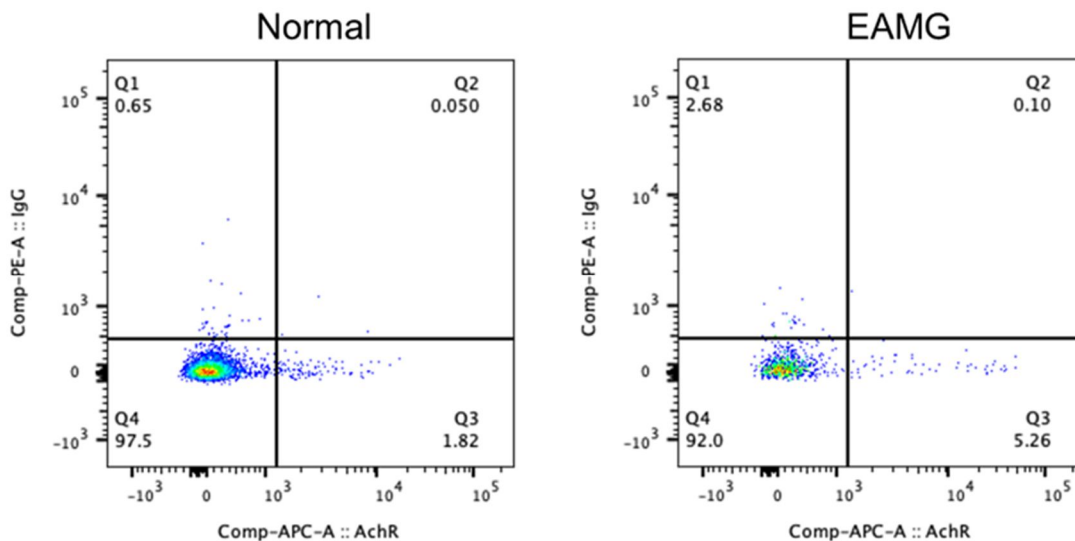 Normal
Q1
0.65
Q2
0.050
Q4
97.5
Q3
1.82
10^5
10^4
10^3
0
-10^3
Comp-PE-A :: IgG
-10^3 0 10^3 10^4 10^5
Comp-APC-A :: AchR
EAMG
Q1
2.68
Q2
0.10
Q4
92.0
Q3
5.26
10^5
10^4
10^3
0
-10^3
Comp-PE-A :: IgG
-10^3 0 10^3 10^4 10^5
Comp-APC-A :: AchR